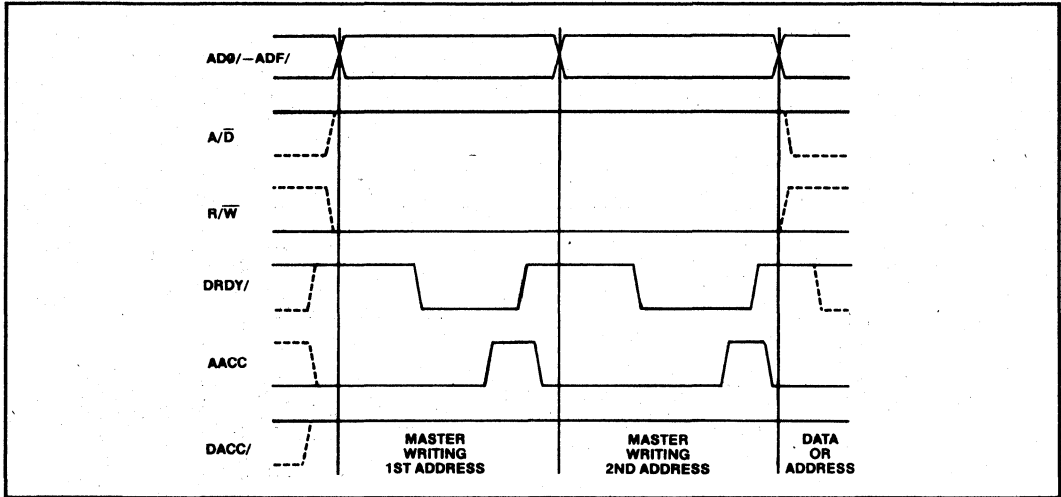 AD0/–ADF/
A/D̅
R/W̅
DRDY/
AACC
DACC/
MASTER
WRITING
1ST ADDRESS
MASTER
WRITING
2ND ADDRESS
DATA
OR
ADDRESS